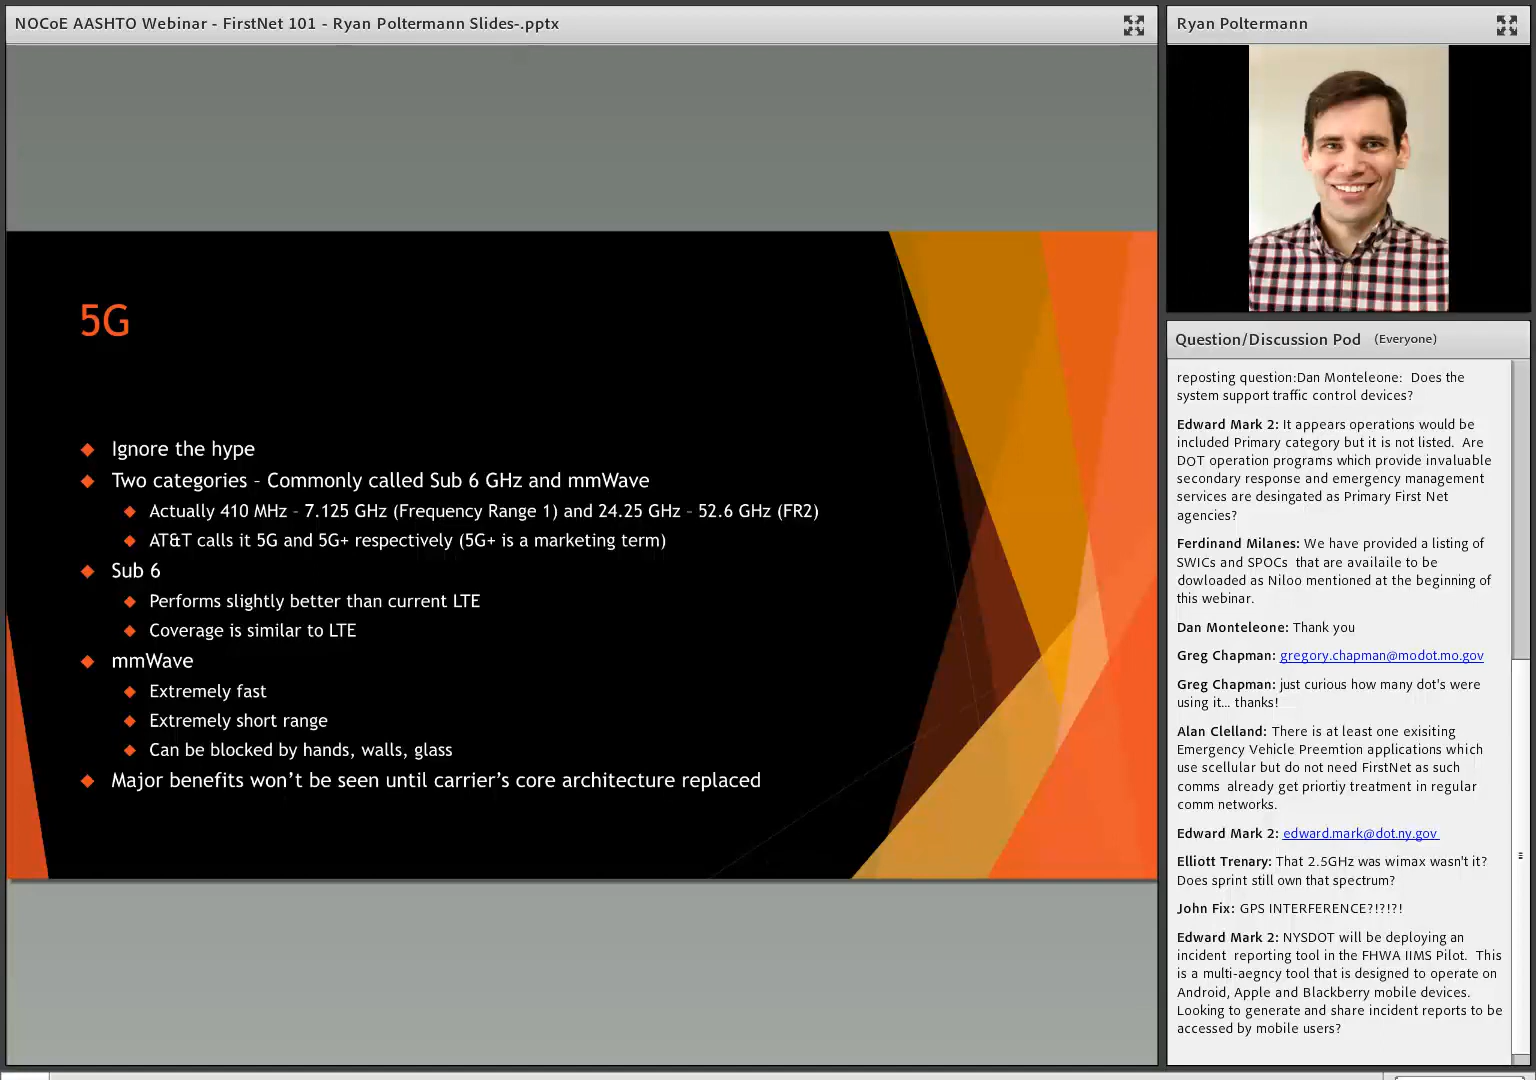 NOCoE AASHTO Webinar - FirstNet 101 - Ryan Poltermann Slides-.pptx
5G
Ignore the hype
Two categories – Commonly called Sub 6 GHz and mmWave
Actually 410 MHz – 7.125 GHz (Frequency Range 1) and 24.25 GHz – 52.6 GHz (FR2)
AT&T calls it 5G and 5G+ respectively (5G+ is a marketing term)
Sub 6
Performs slightly better than current LTE
Coverage is similar to LTE
mmWave
Extremely fast
Extremely short range
Can be blocked by hands, walls, glass
Major benefits won't be seen until carrier's core architecture replaced
Ryan Poltermann
Question/Discussion Pod (Everyone)
reposting question:Dan Monteleone: Does the
system support traffic control devices?
Edward Mark 2: It appears operations would be
included Primary category but it is not listed. Are
DOT operation programs which provide invaluable
secondary response and emergency management
services are desingated as Primary First Net
agencies?
Ferdinand Milanes: We have provided a listing of
SWICs and SPOCs that are availaile to be
dowloaded as Niloo mentioned at the beginning of
this webinar.
Dan Monteleone: Thank you
Greg Chapman: gregory.chapman@modot.mo.gov
Greg Chapman: just curious how many dot's were
using it... thanks!
Alan Clelland: There is at least one exisiting
Emergency Vehicle Preemtion applications which
use scellular but do not need FirstNet as such
comms already get priortiy treatment in regular
comm networks.
Edward Mark 2: edward.mark@dot.ny.gov
Elliott Trenary: That 2.5GHz was wimax wasn't it?
Does sprint still own that spectrum?
John Fix: GPS INTERFERENCE?!?!?!
Edward Mark 2: NYSDOT will be deploying an
incident reporting tool in the FHWA IIMS Pilot. This
is a multi-aegncy tool that is designed to operate on
Android, Apple and Blackberry mobile devices.
Looking to generate and share incident reports to be
accessed by mobile users?